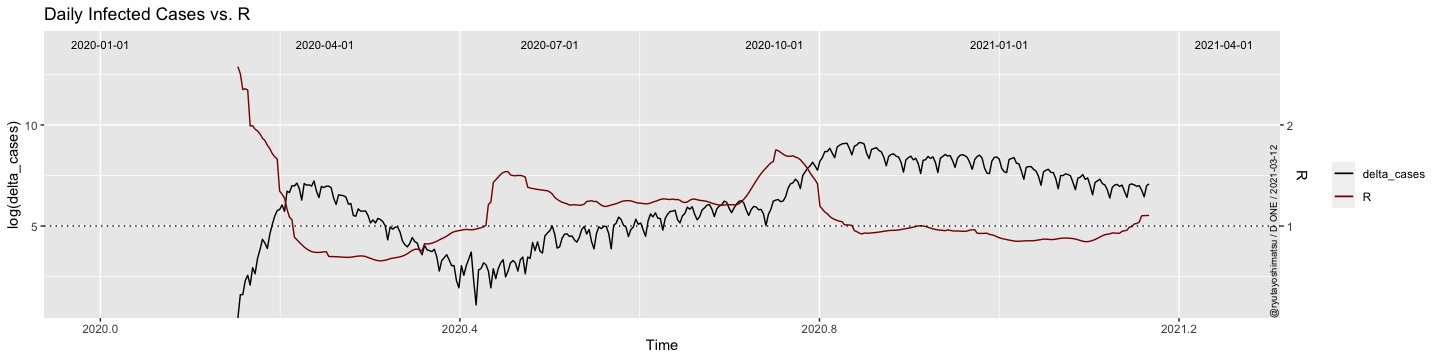 Daily Infected Cases vs. R
2020-01-01 2020-04-01 2020-07-01 2020-10-01 2021-01-01 2021-04-01
log(delta_cases)
10
5
2
1
R
@ryutayoshimatsu / D ONE / 2021-03-12
delta_cases
R
2020.0 2020.4 2020.8 2021.2
Time